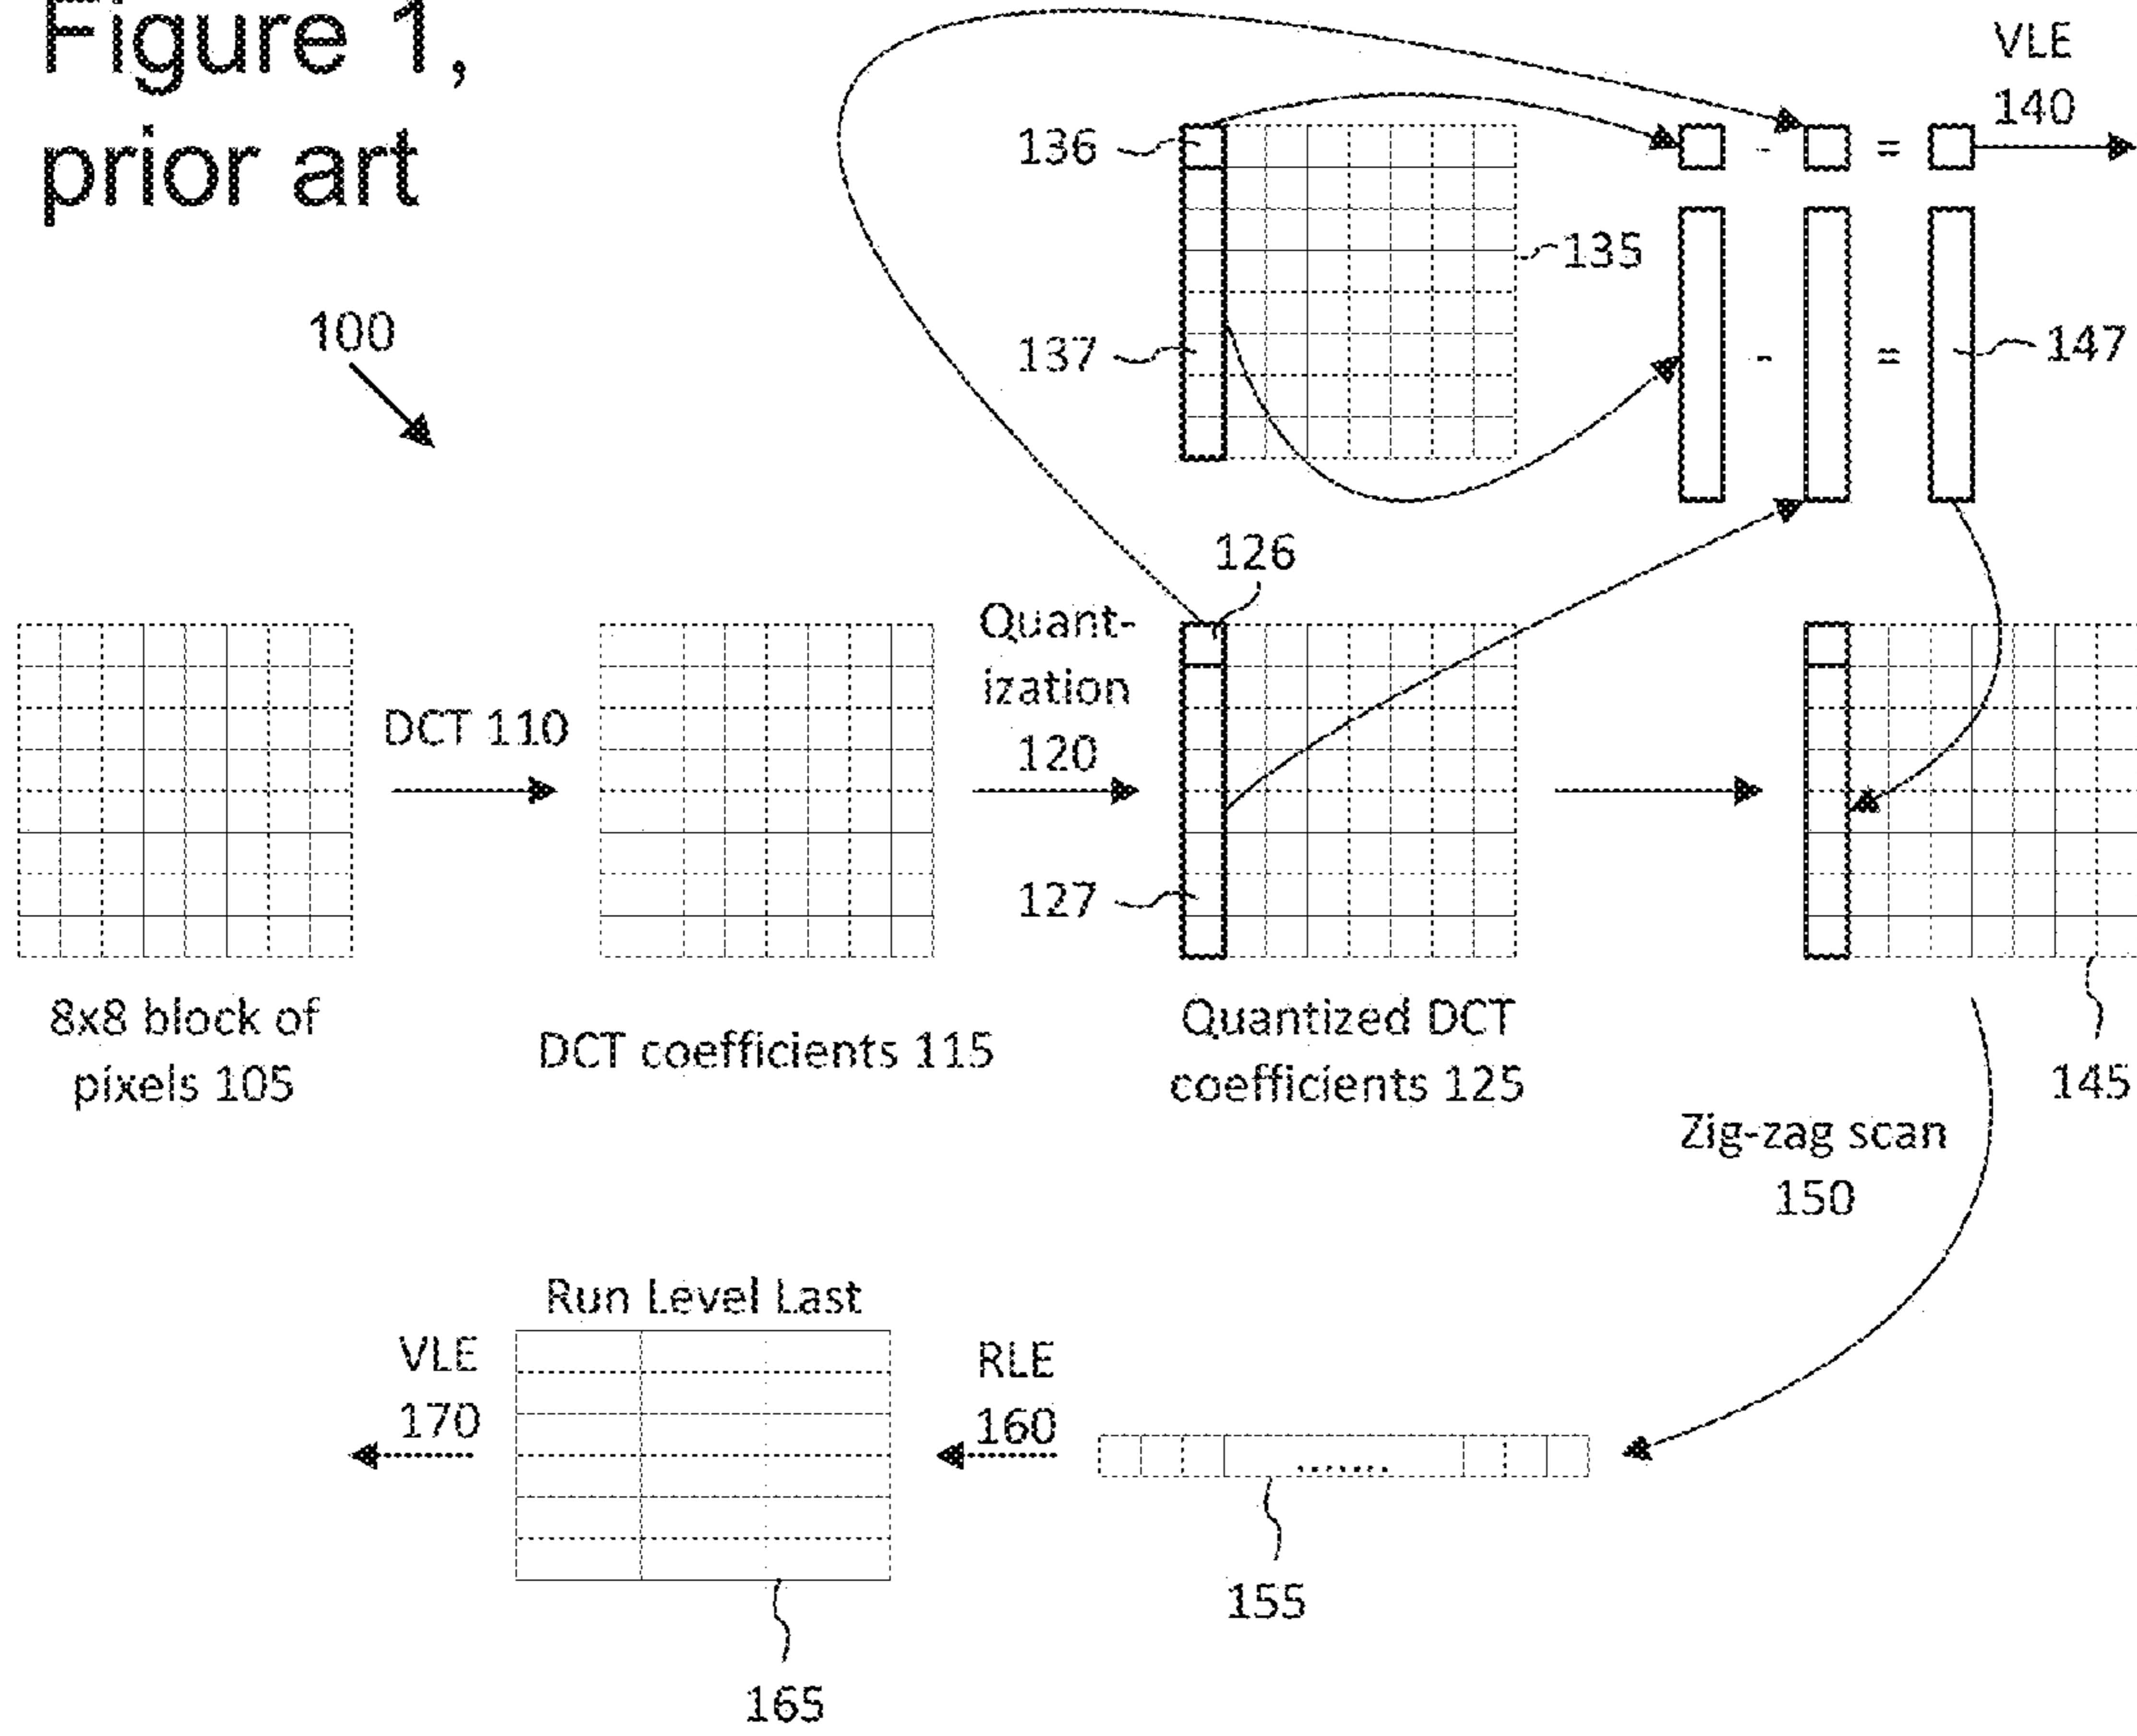 Figure 1,
prior art
100
VLE
140
136
135
137
147
-
=
-
=
126
Quant-
ization
120
DCT 110
127
8x8 block of
pixels 105
DCT coefficients 115
Quantized DCT
coefficients 125
145
Zig-zag scan
150
Run Level Last
VLE
170
RLE
160
.......
155
165